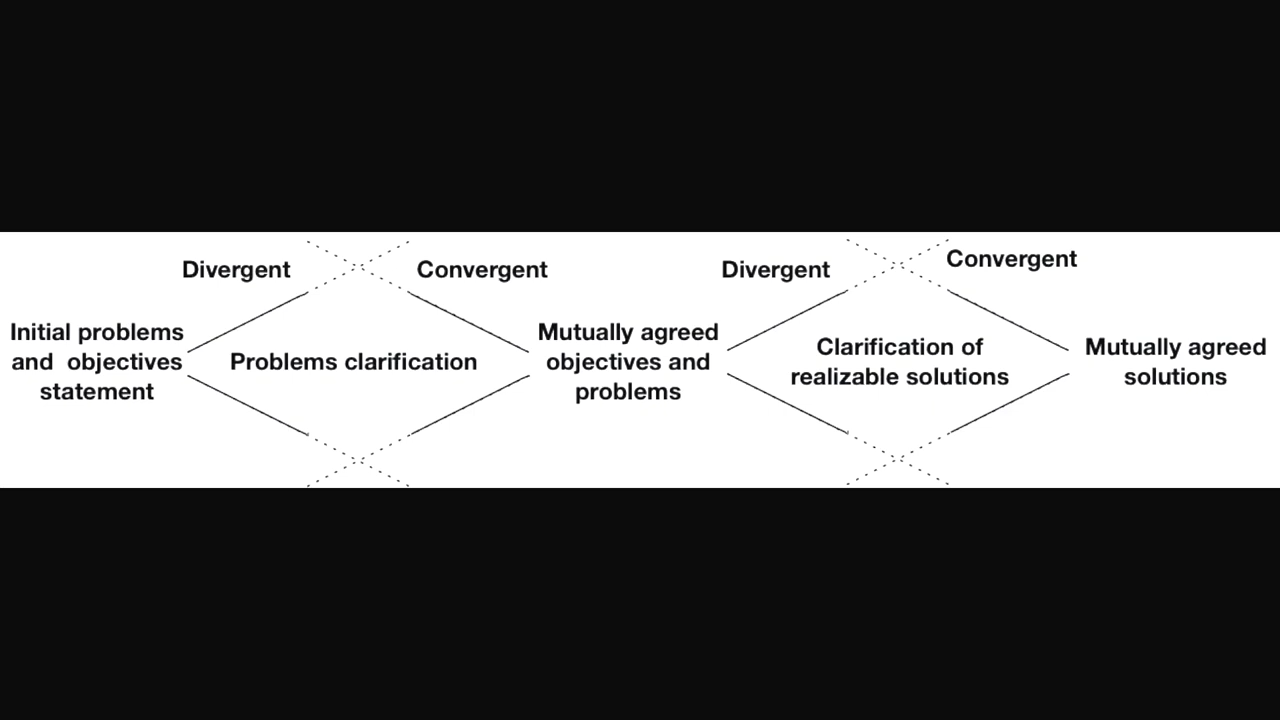 Divergent
Convergent
Divergent
Convergent
Initial problems
and objectives
statement
Problems clarification
Mutually agreed
objectives and
problems
Clarification of
realizable solutions
Mutually agreed
solutions